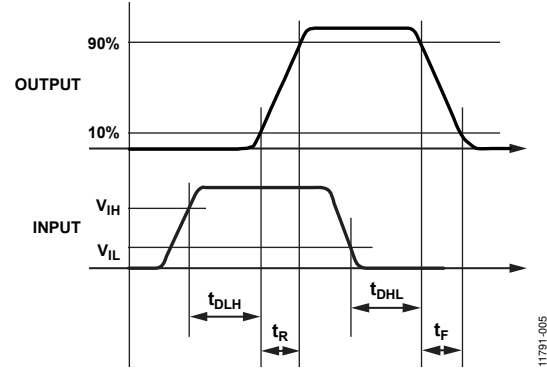 90%
OUTPUT
10%
VIH
INPUT
VIL
tDLH
tDHL
tR
tF
11791-005